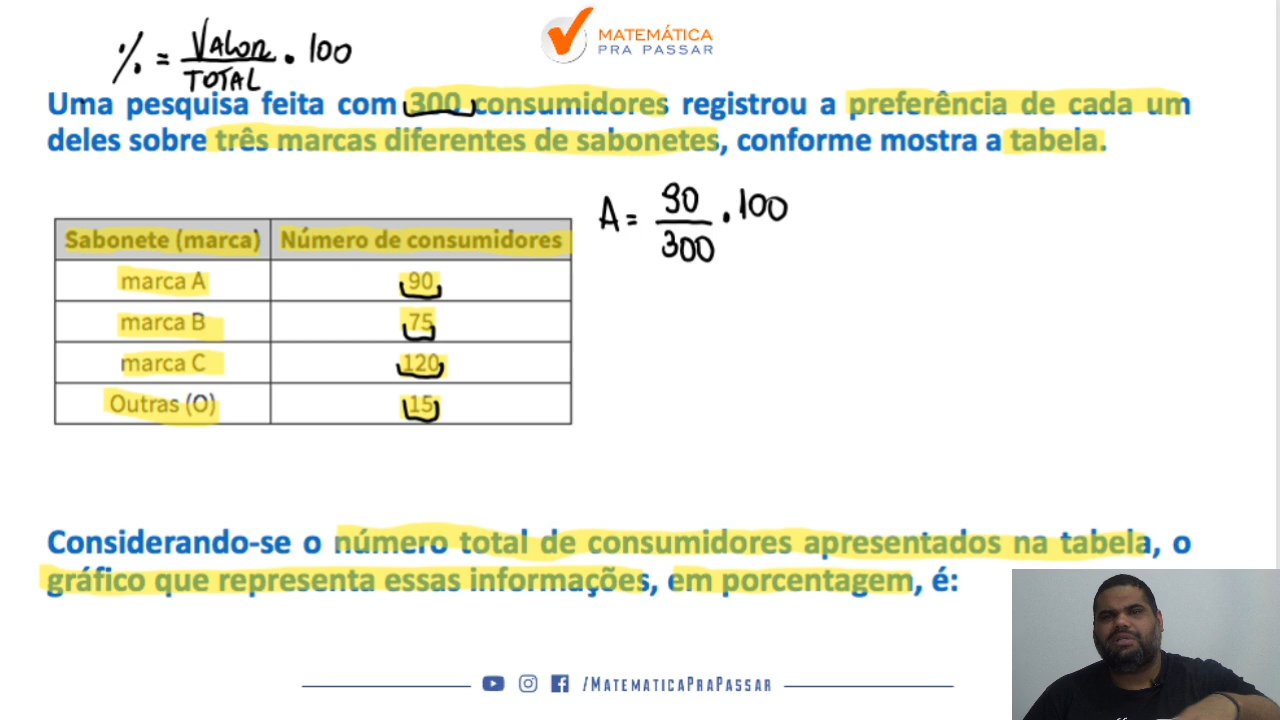 MATEMÁTICA
PRA PASSAR
% = VALOR/TOTAL . 100
Uma pesquisa feita com 300 consumidores registrou a preferência de cada um
deles sobre três marcas diferentes de sabonetes, conforme mostra a tabela.
A = 90/300 . 100
Sabonete (marca) Número de consumidores
marca A 90
marca B 75
marca C 120
Outras (O) 15
Considerando-se o número total de consumidores apresentados na tabela, o
gráfico que representa essas informações, em porcentagem, é:
/MATEMATICAPRAPASSAR